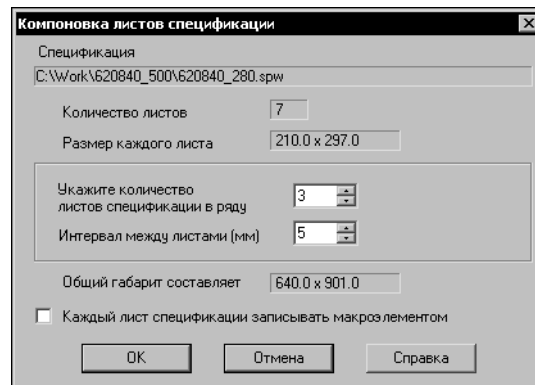 Компоновка листов спецификации
Спецификация
C:\Work\620840_500\620840_280.spw
Количество листов 7
Размер каждого листа 210.0 x 297.0
Укажите количество
листов спецификации в ряду 3
Интервал между листами (мм) 5
Общий габарит составляет 640.0 x 901.0
Каждый лист спецификации записывать макроэлементом
OK Отмена Справка